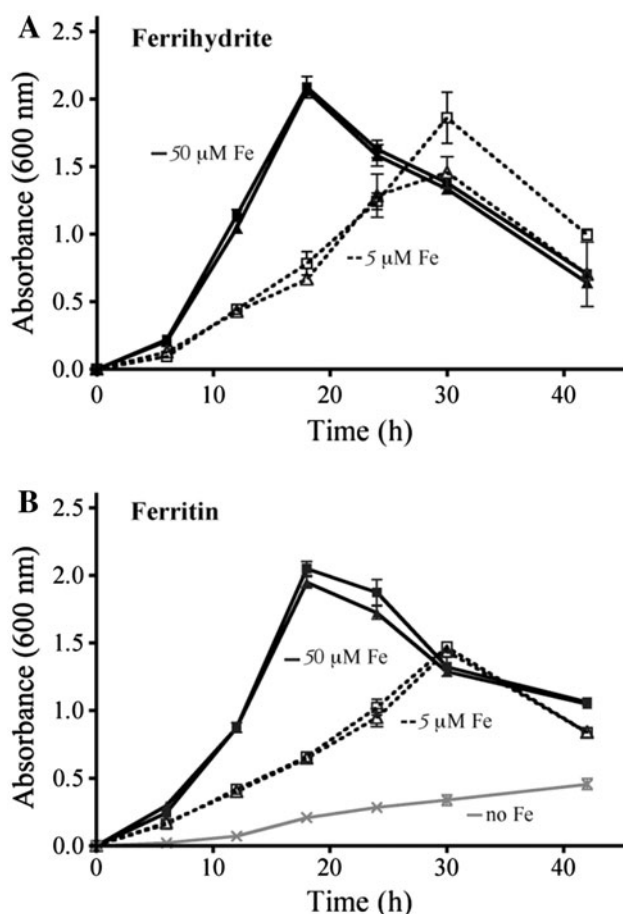 A
Ferrihydrite
2.5
2.0
1.5
1.0
0.5
0.0
Absorbance (600 nm)
50 µM Fe
5 µM Fe
0 10 20 30 40
Time (h)
B
Ferritin
2.5
2.0
1.5
1.0
0.5
0.0
Absorbance (600 nm)
50 µM Fe
5 µM Fe
no Fe
0 10 20 30 40
Time (h)